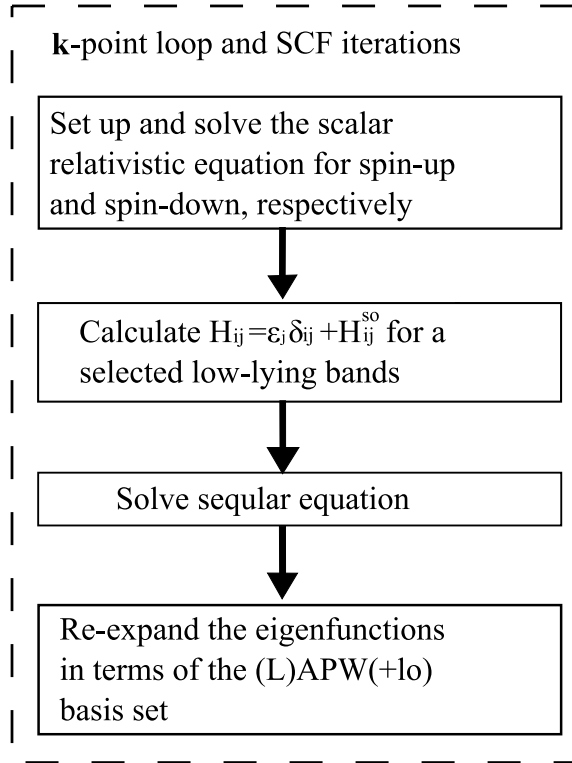 k-point loop and SCF iterations
Set up and solve the scalar
relativistic equation for spin-up
and spin-down, respectively
Calculate Hᵢⱼ=εⱼδᵢⱼ+Hᵢⱼˢᵒ for a
selected low-lying bands
Solve seqular equation
Re-expand the eigenfunctions
in terms of the (L)APW(+lo)
basis set